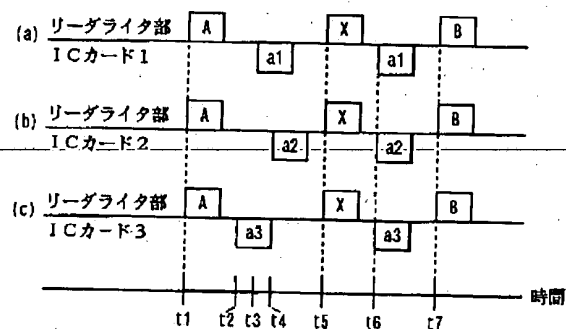 (a) リーダライタ部 A X B
ICカード1 a1 a1
(b) リーダライタ部 A X B
ICカード2 a2 a2
(c) リーダライタ部 A X B
ICカード3 a3 a3
時間
t1 t2 t3 t4 t5 t6 t7